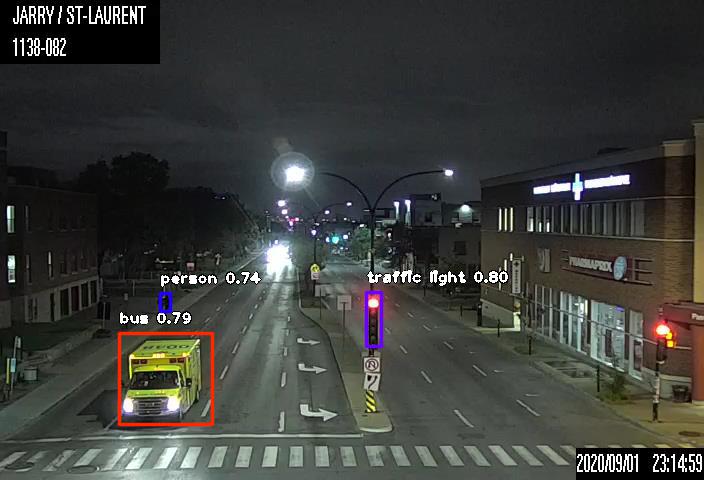 JARRY / ST-LAURENT
1138-082
person 0.74
traffic light 0.80
bus 0.79
PHARMAPRIX
2020/09/01 23:14:59